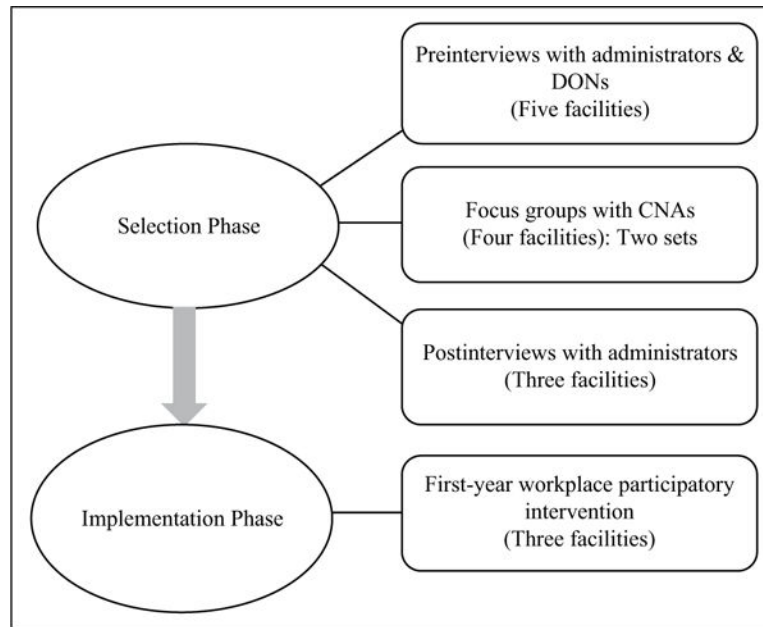 Preinterviews with administrators &
DONs
(Five facilities)
Selection Phase
Focus groups with CNAs
(Four facilities): Two sets
Postinterviews with administrators
(Three facilities)
Implementation Phase
First-year workplace participatory
intervention
(Three facilities)